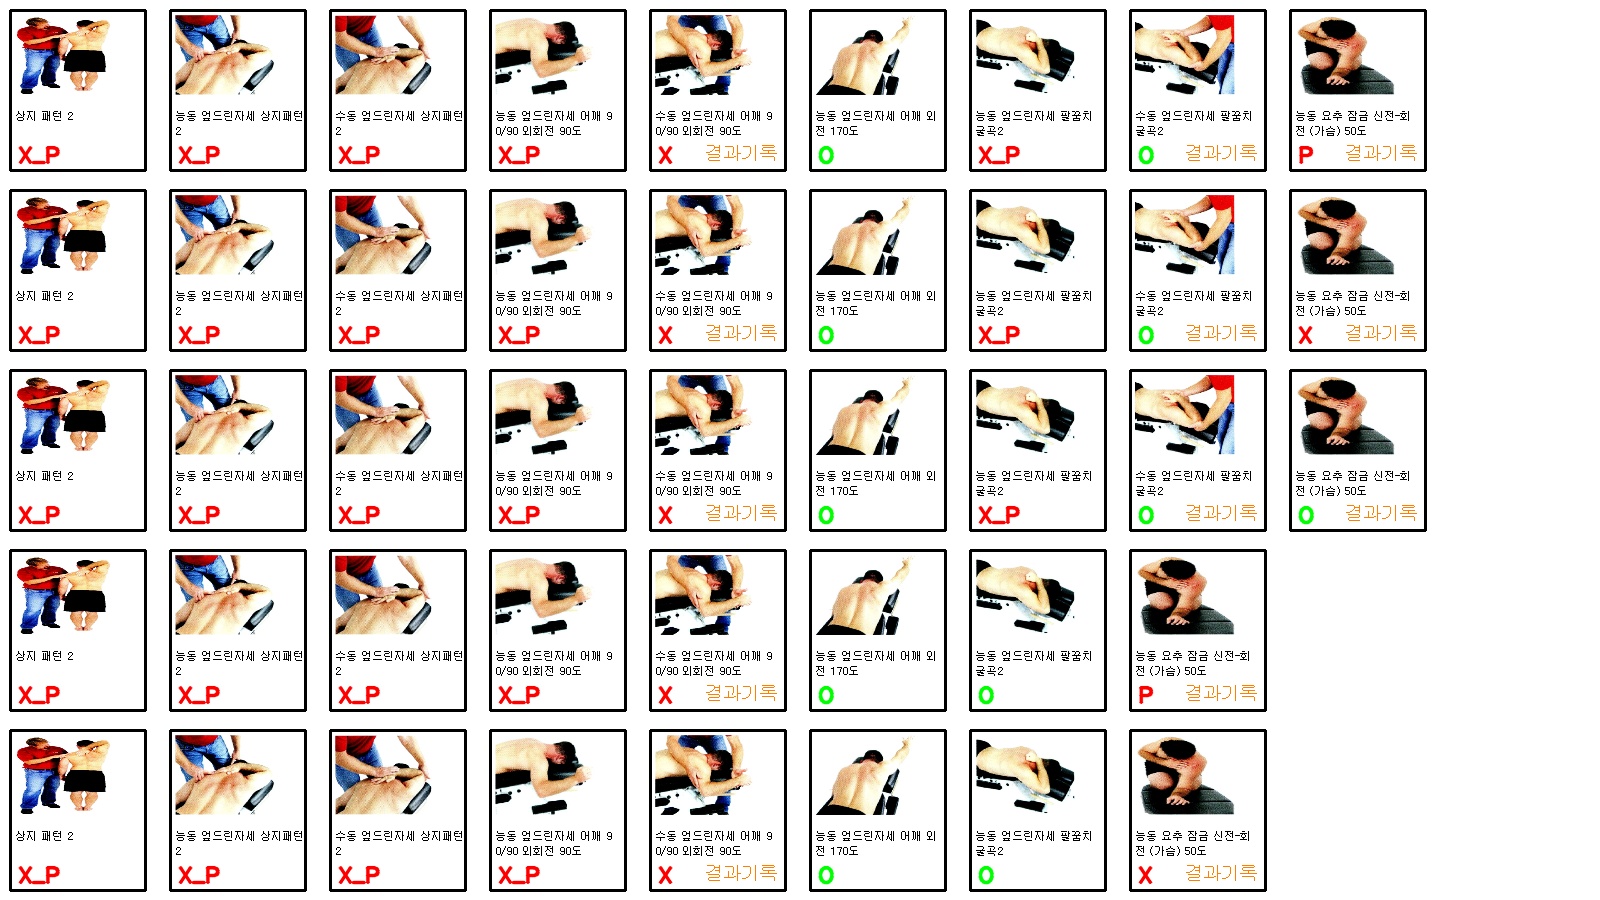 상지 패턴 2
X_P
능동 엎드린자세 상지패턴
2
X_P
수동 엎드린자세 상지패턴
2
X_P
능동 엎드린자세 어깨 9
0/90 외회전 90도
X_P
수동 엎드린자세 어깨 9
0/90 외회전 90도
X 결과기록
능동 엎드린자세 어깨 외
전 170도
O
능동 엎드린자세 팔꿈치
굴곡2
X_P
수동 엎드린자세 팔꿈치
굴곡2
O 결과기록
능동 요추 잠금 신전-회
전 (가슴) 50도
P 결과기록
상지 패턴 2
X_P
능동 엎드린자세 상지패턴
2
X_P
수동 엎드린자세 상지패턴
2
X_P
능동 엎드린자세 어깨 9
0/90 외회전 90도
X_P
수동 엎드린자세 어깨 9
0/90 외회전 90도
X 결과기록
능동 엎드린자세 어깨 외
전 170도
O
능동 엎드린자세 팔꿈치
굴곡2
X_P
수동 엎드린자세 팔꿈치
굴곡2
O 결과기록
능동 요추 잠금 신전-회
전 (가슴) 50도
X 결과기록
상지 패턴 2
X_P
능동 엎드린자세 상지패턴
2
X_P
수동 엎드린자세 상지패턴
2
X_P
능동 엎드린자세 어깨 9
0/90 외회전 90도
X_P
수동 엎드린자세 어깨 9
0/90 외회전 90도
X 결과기록
능동 엎드린자세 어깨 외
전 170도
O
능동 엎드린자세 팔꿈치
굴곡2
X_P
수동 엎드린자세 팔꿈치
굴곡2
O 결과기록
능동 요추 잠금 신전-회
전 (가슴) 50도
O 결과기록
상지 패턴 2
X_P
능동 엎드린자세 상지패턴
2
X_P
수동 엎드린자세 상지패턴
2
X_P
능동 엎드린자세 어깨 9
0/90 외회전 90도
X_P
수동 엎드린자세 어깨 9
0/90 외회전 90도
X 결과기록
능동 엎드린자세 어깨 외
전 170도
O
능동 엎드린자세 팔꿈치
굴곡2
O
능동 요추 잠금 신전-회
전 (가슴) 50도
P 결과기록
상지 패턴 2
X_P
능동 엎드린자세 상지패턴
2
X_P
수동 엎드린자세 상지패턴
2
X_P
능동 엎드린자세 어깨 9
0/90 외회전 90도
X_P
수동 엎드린자세 어깨 9
0/90 외회전 90도
X 결과기록
능동 엎드린자세 어깨 외
전 170도
O
능동 엎드린자세 팔꿈치
굴곡2
O
능동 요추 잠금 신전-회
전 (가슴) 50도
X 결과기록